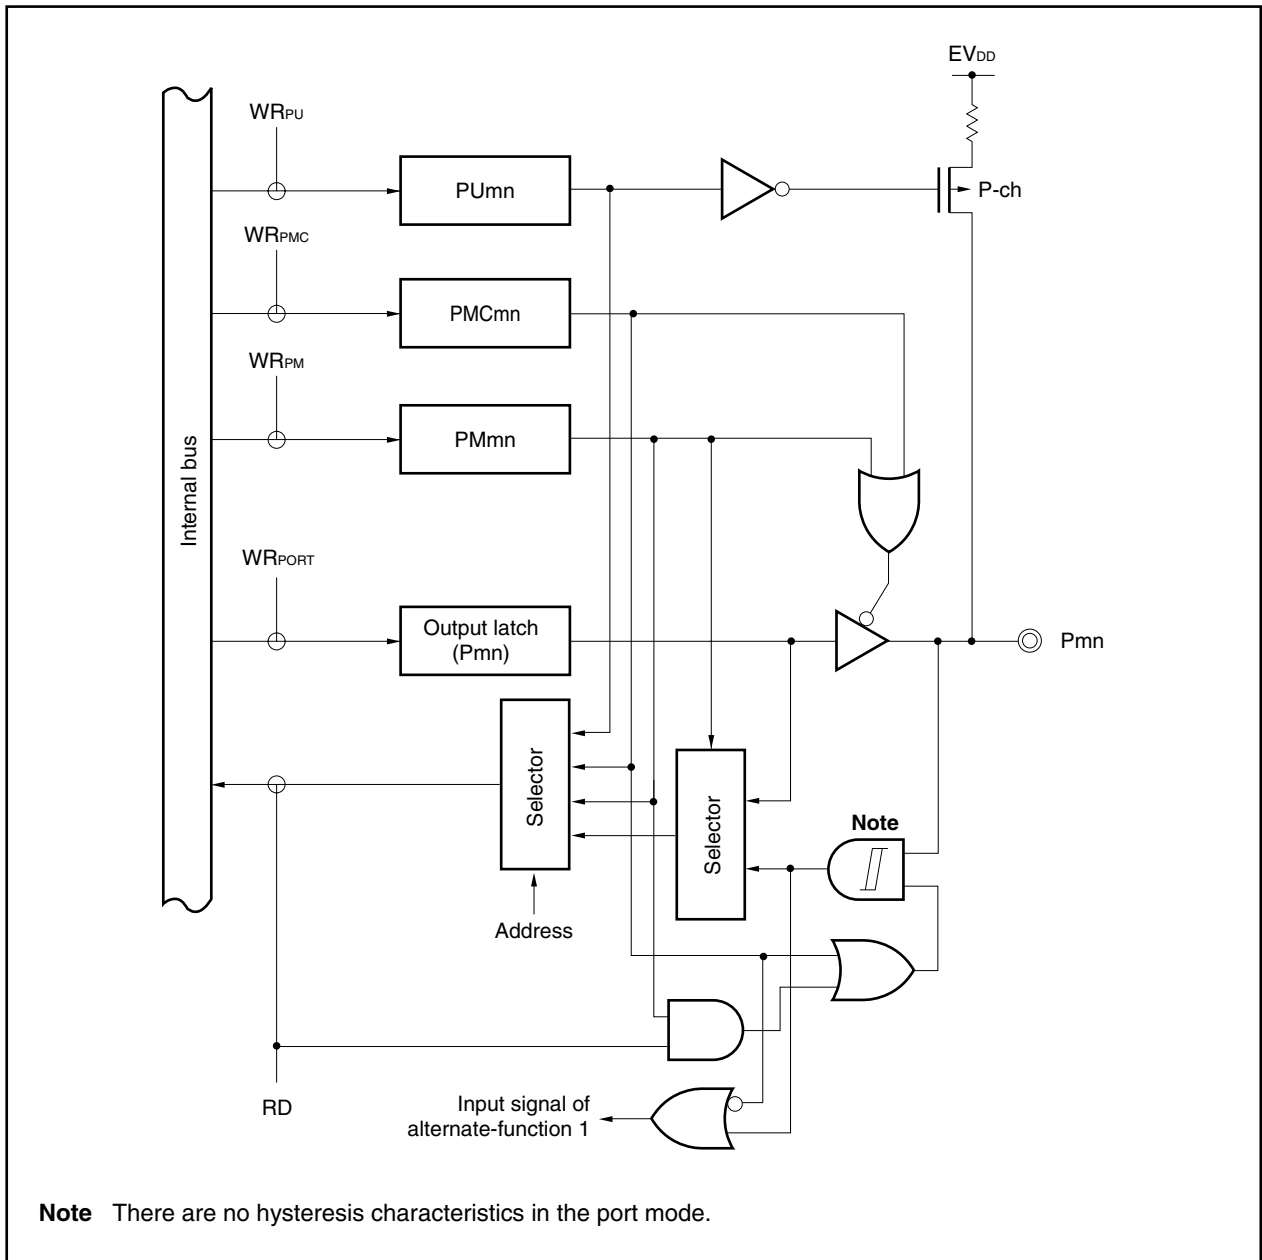 EVDD
WRPU
PUmn
P-ch
WRPMC
PMCmn
WRPM
PMmn
Internal bus
WRPORT
Output latch
(Pmn)
Pmn
Selector
Selector
Note
Address
RD
Input signal of
alternate-function 1
Note There are no hysteresis characteristics in the port mode.